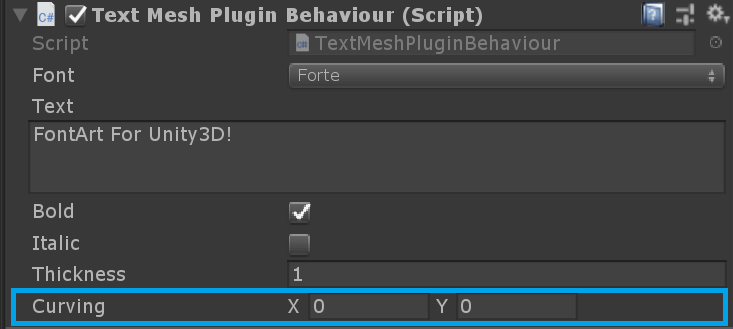 C# Text Mesh Plugin Behaviour (Script)
Script TextMeshPluginBehaviour
Font Forte
Text
FontArt For Unity3D!
Bold
Italic
Thickness 1
Curving X 0 Y 0